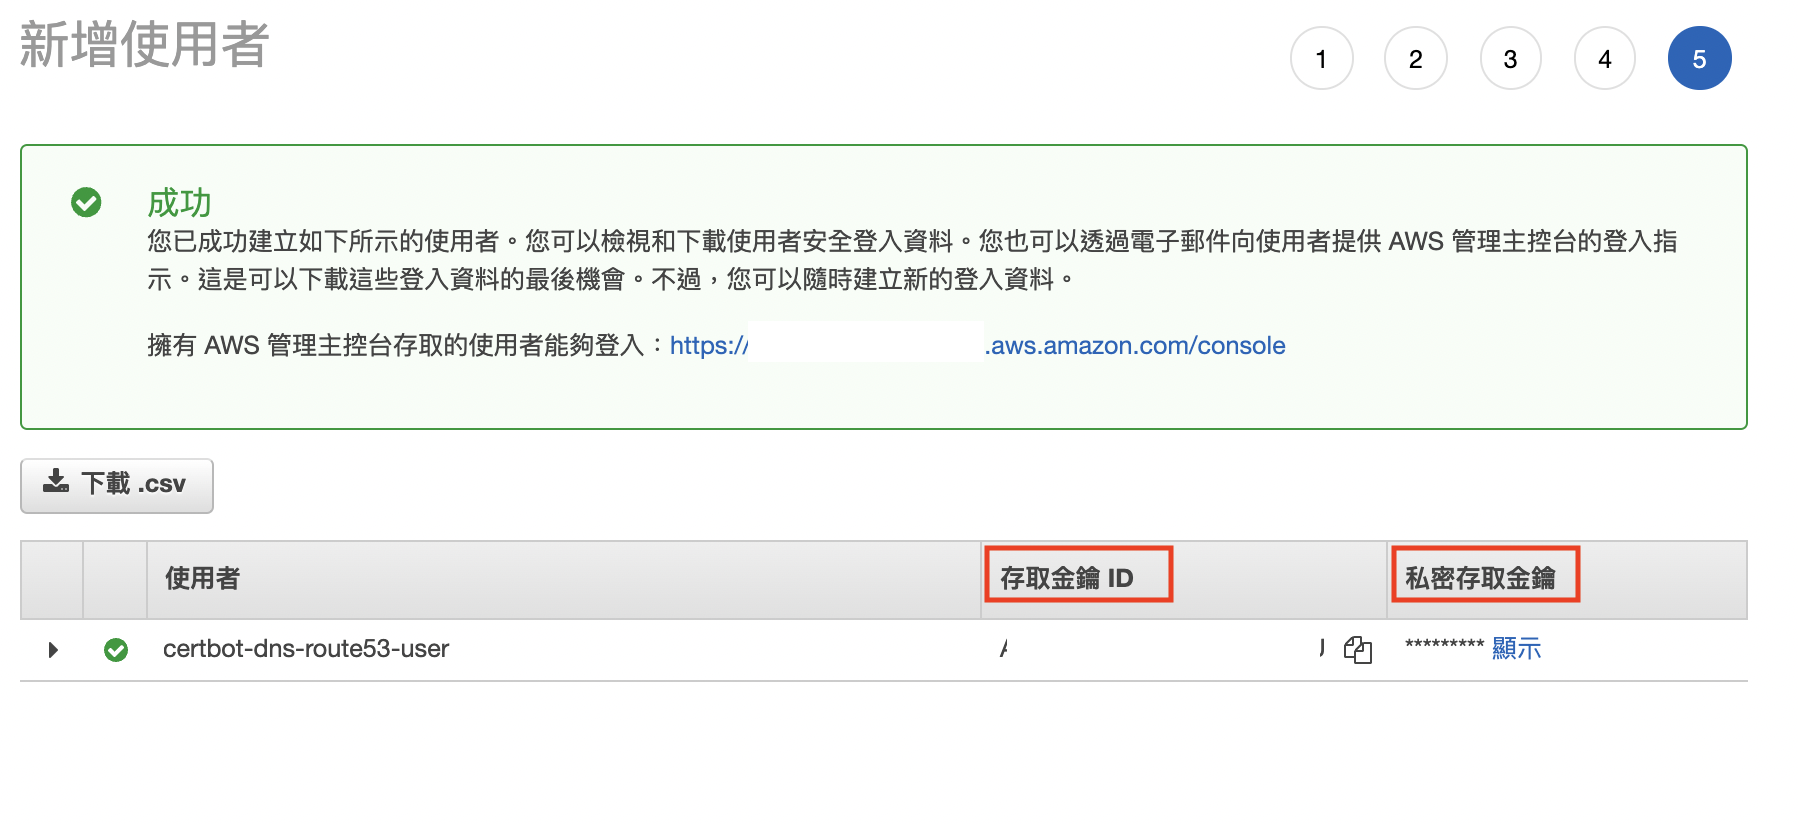 新增使用者
1 2 3 4 5
成功
您已成功建立如下所示的使用者。您可以檢視和下載使用者安全登入資料。您也可以透過電子郵件向使用者提供 AWS 管理主控台的登入指
示。這是可以下載這些登入資料的最後機會。不過，您可以隨時建立新的登入資料。
擁有 AWS 管理主控台存取的使用者能夠登入：https:// .aws.amazon.com/console
下載 .csv
使用者 存取金鑰 ID 私密存取金鑰
certbot-dns-route53-user ********* 顯示